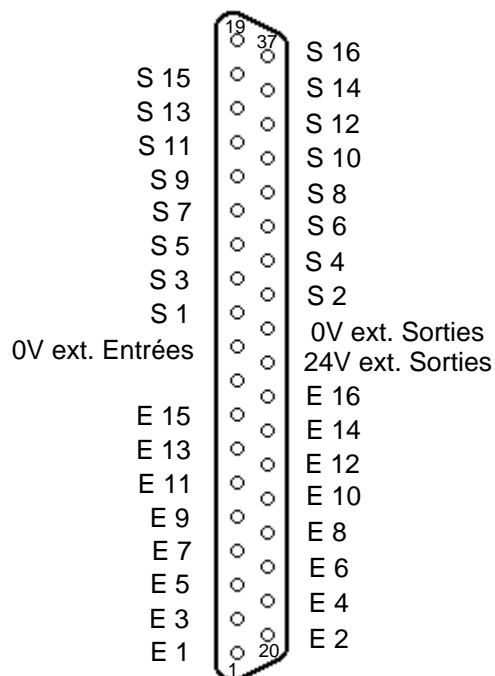 19
37
S 16
S 15
S 14
S 13
S 12
S 11
S 10
S 9
S 8
S 7
S 6
S 5
S 4
S 3
S 2
S 1
0V ext. Sorties
0V ext. Entrées
24V ext. Sorties
E 16
E 15
E 14
E 13
E 12
E 11
E 10
E 9
E 8
E 7
E 6
E 5
E 4
E 3
E 2
E 1
20
1